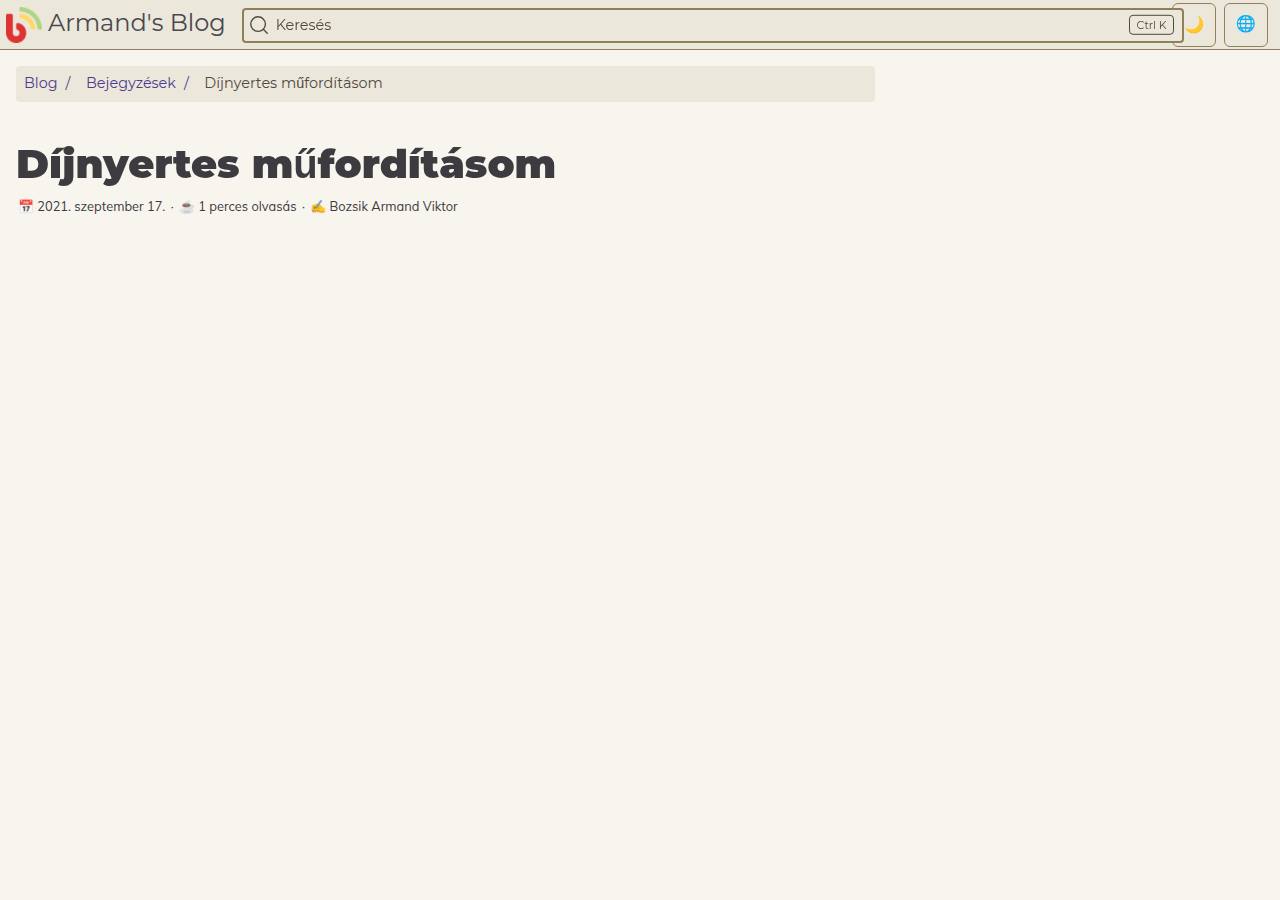 Armand's Blog
Keresés
Ctrl K
Blog / Bejegyzések / Díjnyertes műfordításom
Díjnyertes műfordításom
2021. szeptember 17. · 1 perces olvasás · Bozsik Armand Viktor